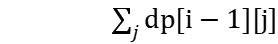 ∑ⱼ dp[i − 1][j]